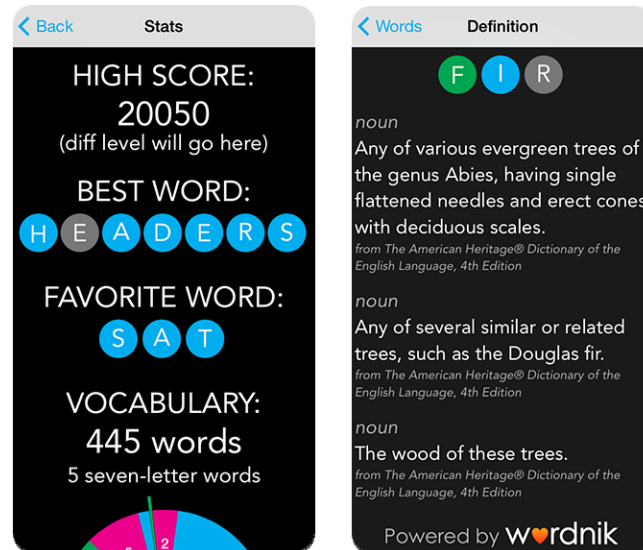 Back
Stats
HIGH SCORE:
20050
(diff level will go here)
BEST WORD:
HEADERS
FAVORITE WORD:
SAT
VOCABULARY:
445 words
5 seven-letter words
5
2
Words
Definition
FIR
noun
Any of various evergreen trees of
the genus Abies, having single
flattened needles and erect cones
with deciduous scales.
from The American Heritage® Dictionary of the
English Language, 4th Edition
noun
Any of several similar or related
trees, such as the Douglas fir.
from The American Heritage® Dictionary of the
English Language, 4th Edition
noun
The wood of these trees.
from The American Heritage® Dictionary of the
English Language, 4th Edition
Powered by wordnik